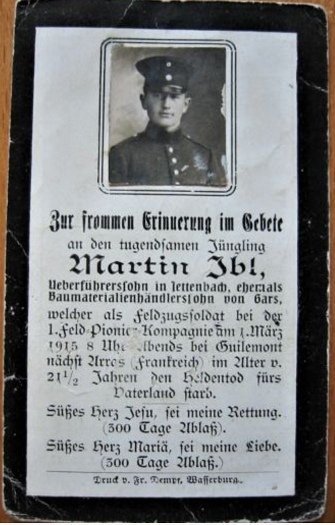 Zur frommen Erinnerung im Gebete
an den tugendsamen Jüngling
Martin Ibl,
Ueberführerssohn in Jettenbach, ehemals
Baumaterialienhändlerssohn von Gars,
welcher als Feldzugssoldat bei der
1. Feld-Pionier-Kompagnie am 1. März
1915 8 Uhr Abends bei Guilemont
nächst Arras (Frankreich) im Alter v.
21½ Jahren den Heldentod fürs
Vaterland starb.
Süßes Herz Jesu, sei meine Rettung.
(300 Tage Ablaß).
Süßes Herz Mariä, sei meine Liebe.
(300 Tage Ablaß.)
Druck v. Fr. Dempf, Wasserburg.